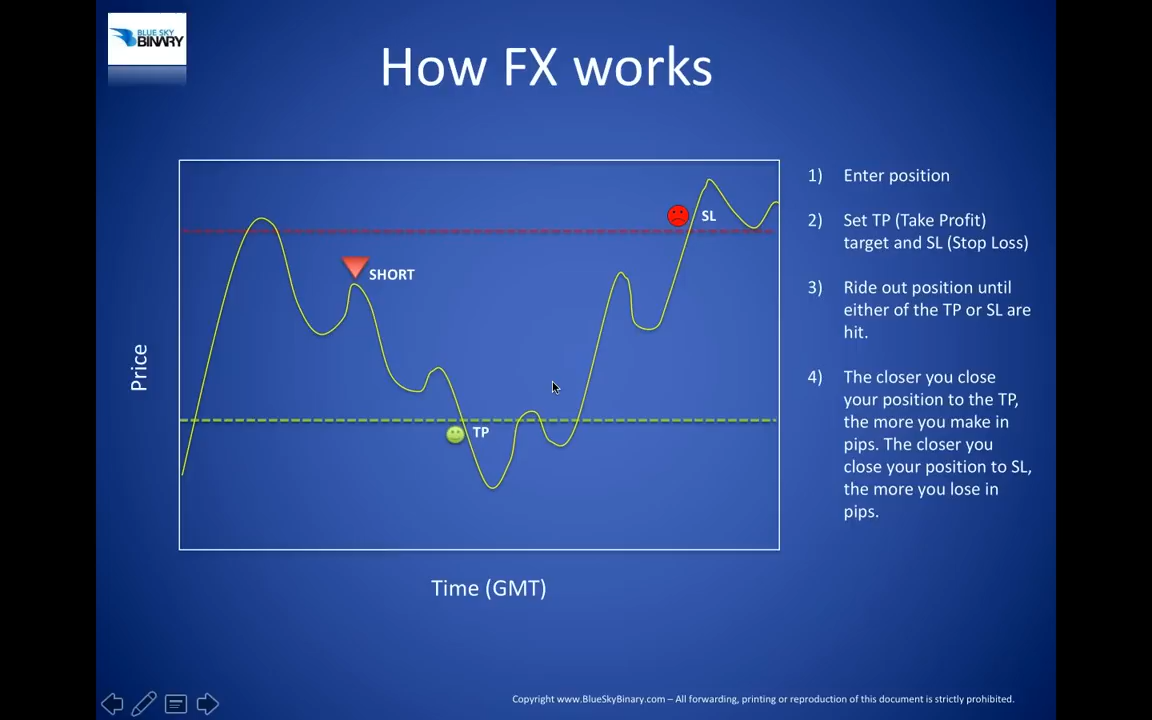 BLUE SKY
BINARY
How FX works
SL
SHORT
TP
Price
Time (GMT)
1) Enter position
2) Set TP (Take Profit)
target and SL (Stop Loss)
3) Ride out position until
either of the TP or SL are
hit.
4) The closer you close
your position to the TP,
the more you make in
pips. The closer you
close your position to SL,
the more you lose in
pips.
Copyright www.BlueSkyBinary.com – All forwarding, printing or reproduction of this document is strictly prohibited.